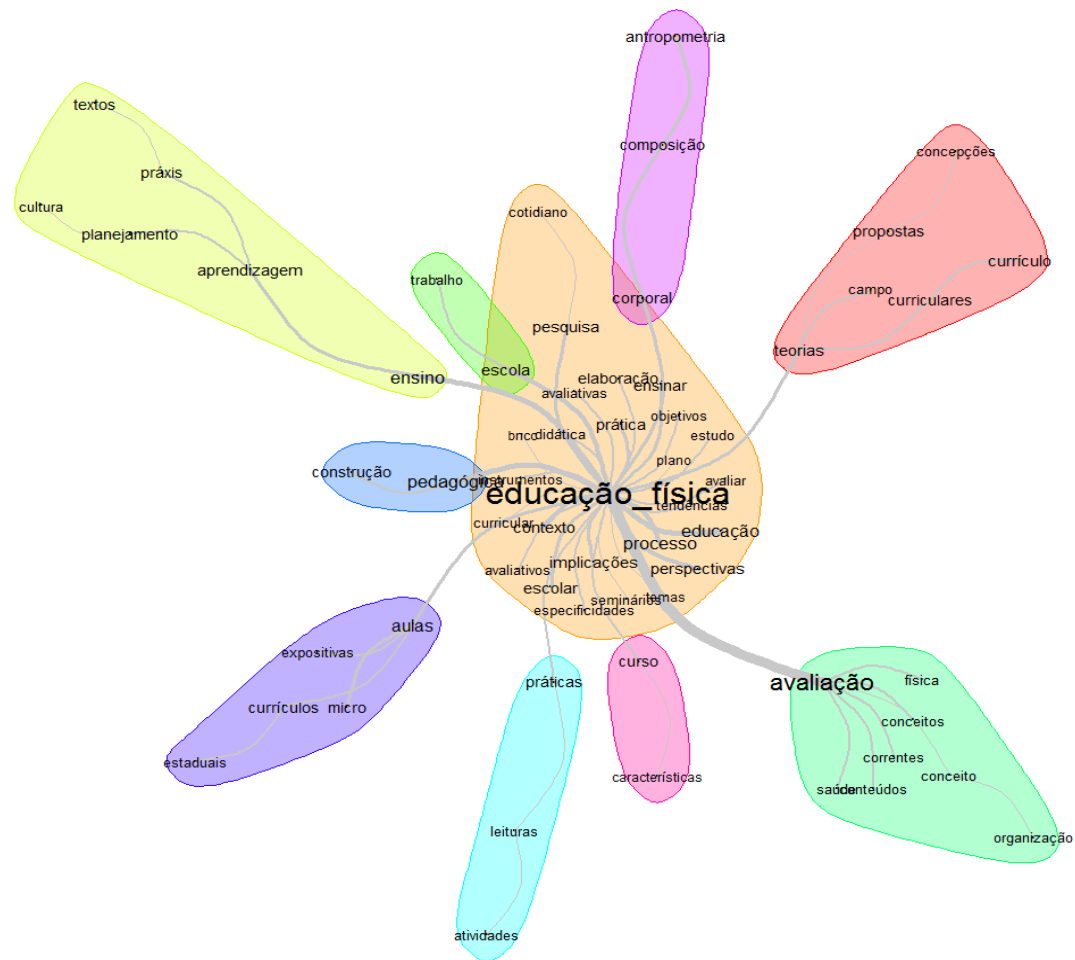 antropometria
textos
composição
concepções
práxis
cultura
cotidiano
planejamento
propostas
aprendizagem
currículo
trabalho
campo
corporal
curriculares
pesquisa
teorias
ensino
escola
elaboração
avaliativas
ensinar
prática
objetivos
brico
didática
estudo
plano
construção
pedagógica
instrumentos
avaliar
educação_física
tendências
curricular
contexto
educação
processo
implicações
avaliativos
perspectivas
escolar
especificidades
seminários
temas
aulas
expositivas
curso
práticas
avaliação
física
currículos
micro
conceitos
correntes
estaduais
características
conceito
saúde
conteúdos
leituras
organização
atividades